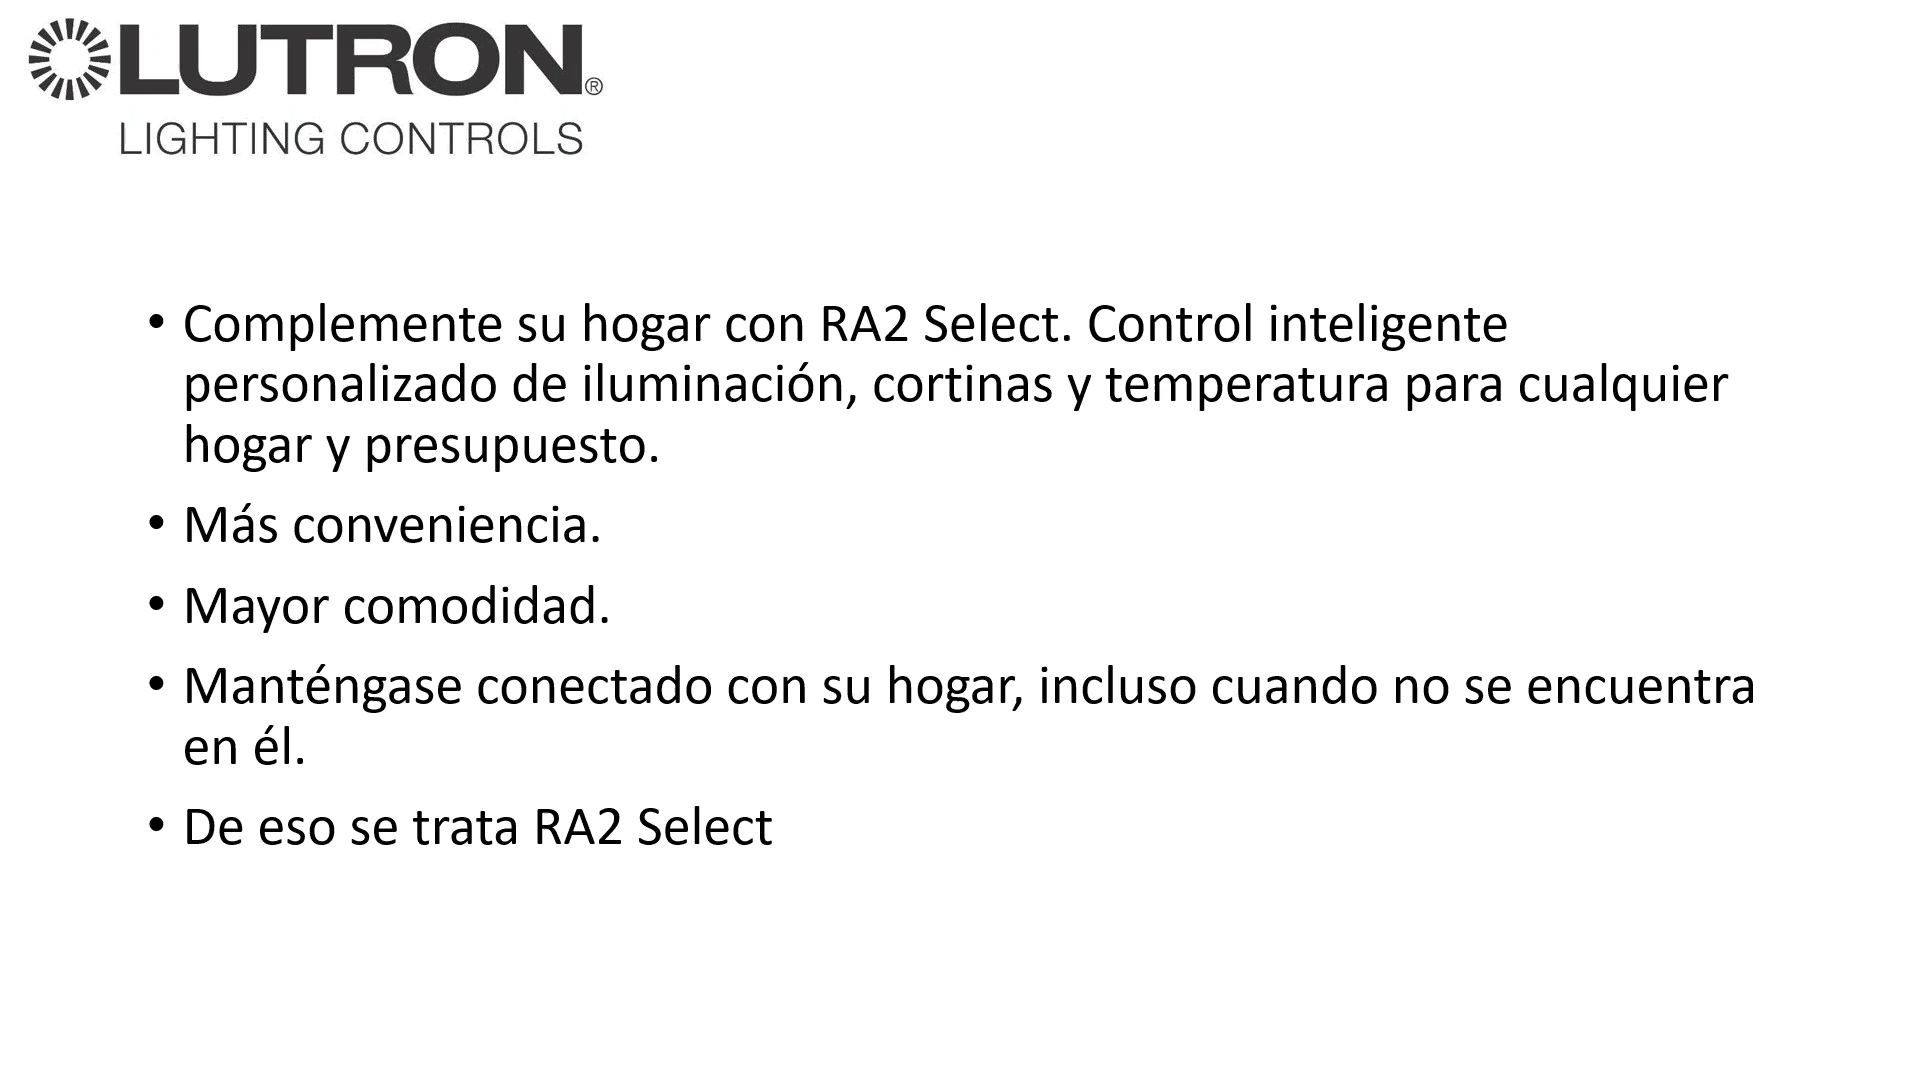 LUTRON®
LIGHTING CONTROLS
• Complemente su hogar con RA2 Select. Control inteligente
personalizado de iluminación, cortinas y temperatura para cualquier
hogar y presupuesto.
• Más conveniencia.
• Mayor comodidad.
• Manténgase conectado con su hogar, incluso cuando no se encuentra
en él.
• De eso se trata RA2 Select